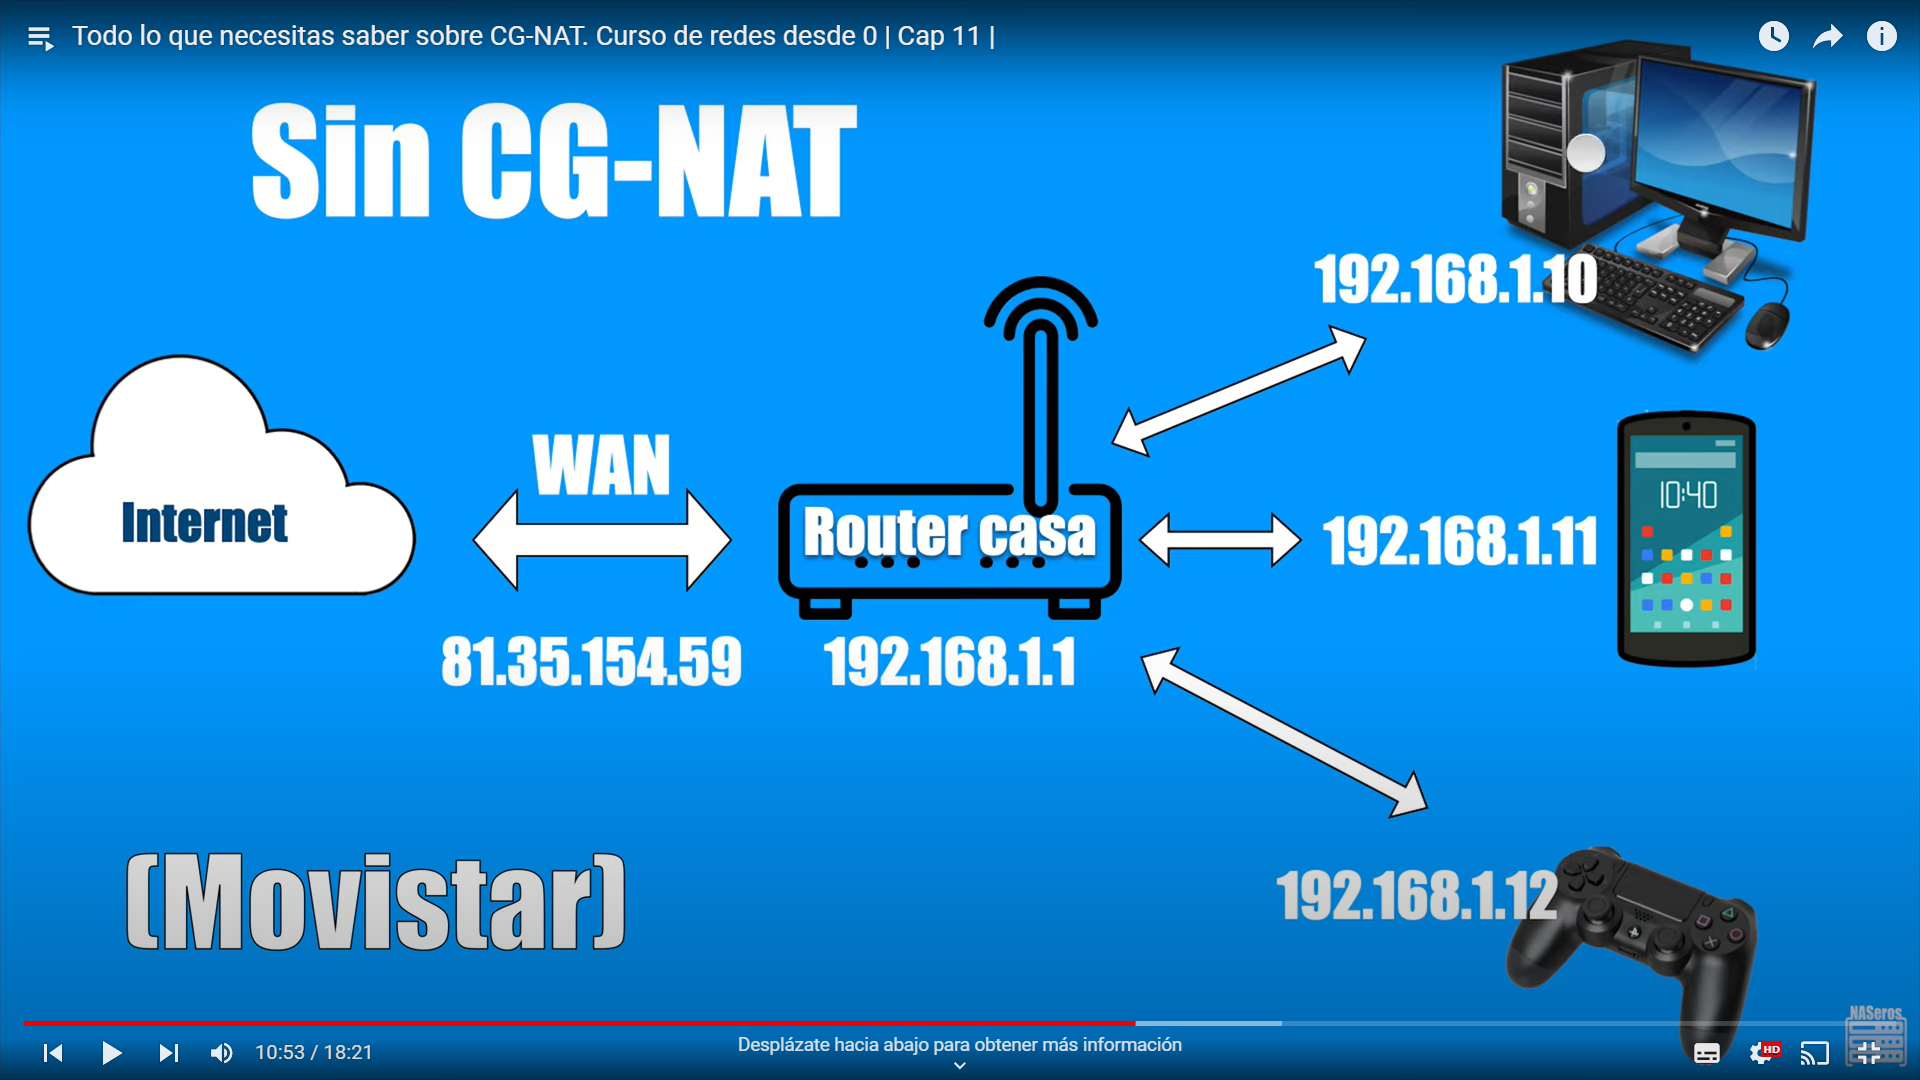 Todo lo que necesitas saber sobre CG-NAT. Curso de redes desde 0 | Cap 11 |
Sin CG-NAT
192.168.1.10
WAN
Internet
Router casa
10:40
192.168.1.11
81.35.154.59
192.168.1.1
(Movistar)
192.168.1.12
NASeros
10:53 / 18:21
Desplázate hacia abajo para obtener más información
HD